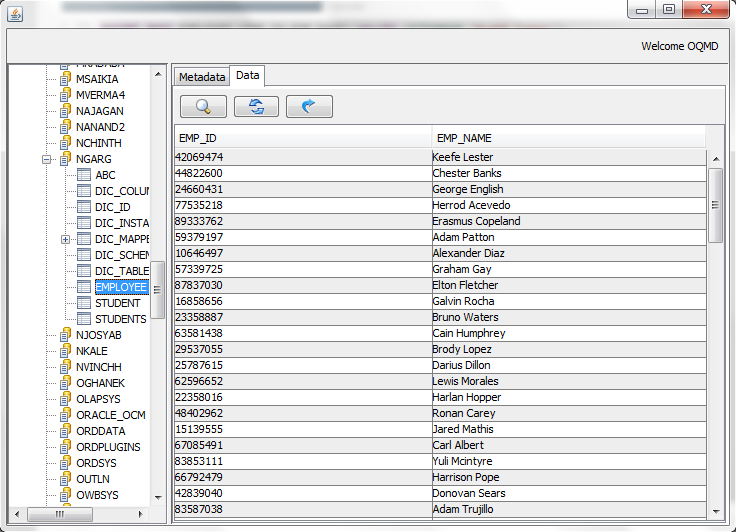 Welcome OQMD
MSAIKIA
MVERMA4
NAJAGAN
NANAND2
NCHINTH
NGARG
ABC
DIC_COLUN
DIC_ID
DIC_INSTA
DIC_MAPPE
DIC_SCHEM
DIC_TABLE
EMPLOYEE
STUDENT
STUDENTS
NJOSYAB
NKALE
NVINCHH
OGHANEK
OLAPSYS
ORACLE_OCM
ORDDATA
ORDPLUGINS
ORDSYS
OUTLN
OWBSYS
Metadata Data
EMP_ID EMP_NAME
42069474 Keefe Lester
44822600 Chester Banks
24660431 George English
77535218 Herrod Acevedo
89333762 Erasmus Copeland
59379197 Adam Patton
10646497 Alexander Diaz
57339725 Graham Gay
87837030 Elton Fletcher
16858656 Galvin Rocha
23358887 Bruno Waters
63581438 Cain Humphrey
29537055 Brody Lopez
25787615 Darius Dillon
62596652 Lewis Morales
22358016 Harlan Hopper
48402962 Ronan Carey
15139555 Jared Mathis
67085491 Carl Albert
83853111 Yuli Mcintyre
66792479 Harrison Pope
42839040 Donovan Sears
83587038 Adam Trujillo